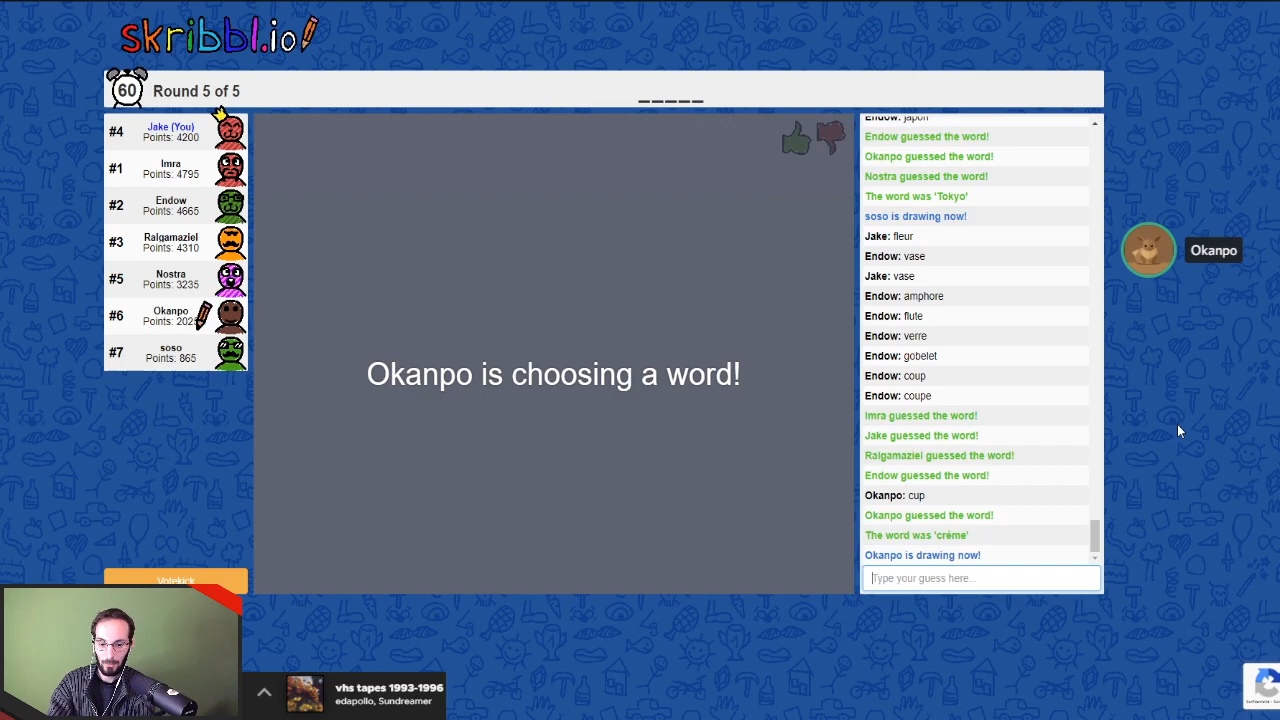 skribbl.io
60
Round 5 of 5
_____
#4
Jake (You)
Points: 4200
#1
Imra
Points: 4795
#2
Endow
Points: 4665
#3
Ralgamaziel
Points: 4310
#5
Nostra
Points: 3235
#6
Okanpo
#7
soso
Points: 865
Votekick
Okanpo is choosing a word!
Endow: japon
Endow guessed the word!
Okanpo guessed the word!
Nostra guessed the word!
The word was 'Tokyo'
soso is drawing now!
Jake: fleur
Endow: vase
Jake: vase
Endow: amphore
Endow: flute
Endow: verre
Endow: gobelet
Endow: coup
Endow: coupe
Imra guessed the word!
Jake guessed the word!
Ralgamaziel guessed the word!
Endow guessed the word!
Okanpo: cup
Okanpo guessed the word!
The word was 'crème'
Okanpo is drawing now!
Type your guess here...
Okanpo
vhs tapes 1993-1996
edapollo, Sundreamer